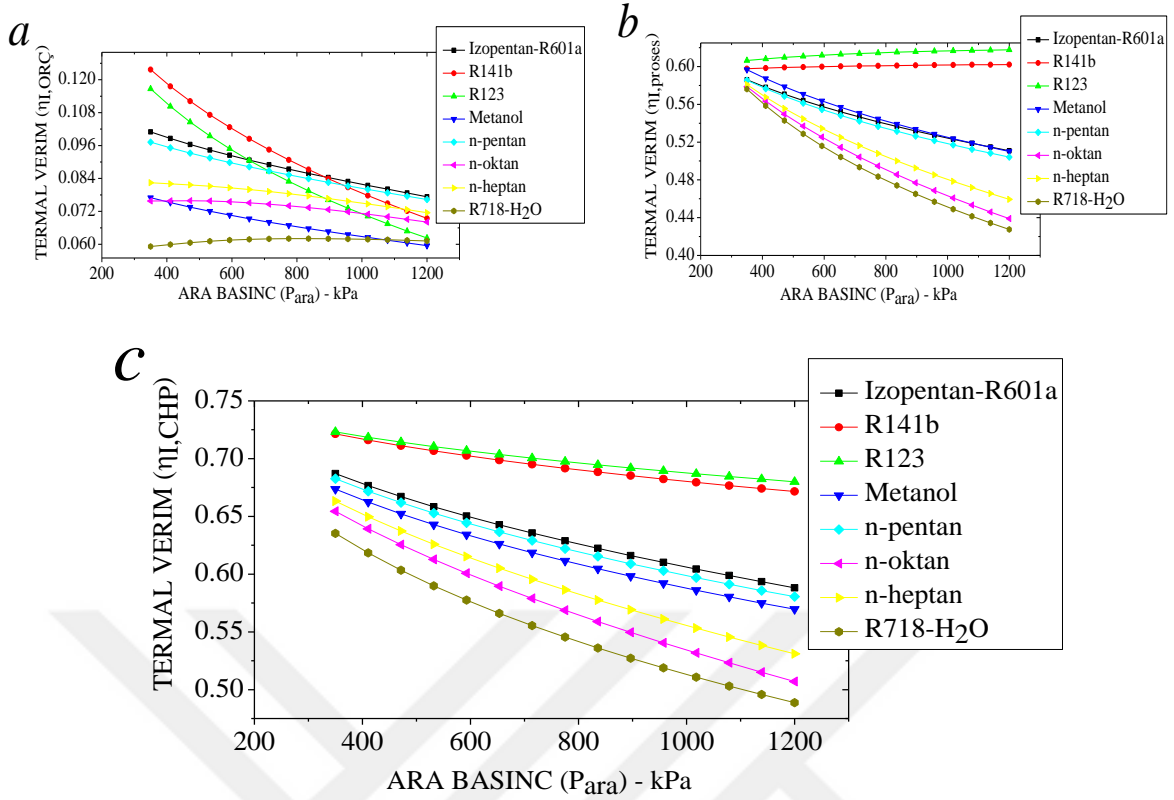 a
TERMAL VERIM (ηI,ORÇ)
0.120
0.108
0.096
0.084
0.072
0.060
200 400 600 800 1000 1200
ARA BASINC (Para) - kPa
Izopentan-R601a
R141b
R123
Metanol
n-pentan
n-oktan
n-heptan
R718-H2O
b
TERMAL VERIM (ηI,proses)
0.60
0.56
0.52
0.48
0.44
0.40
200 400 600 800 1000 1200
ARA BASINC (Para) - kPa
Izopentan-R601a
R141b
R123
Metanol
n-pentan
n-oktan
n-heptan
R718-H2O
c
TERMAL VERIM (ηI,CHP)
0.75
0.70
0.65
0.60
0.55
0.50
200 400 600 800 1000 1200
ARA BASINC (Para) - kPa
Izopentan-R601a
R141b
R123
Metanol
n-pentan
n-oktan
n-heptan
R718-H2O